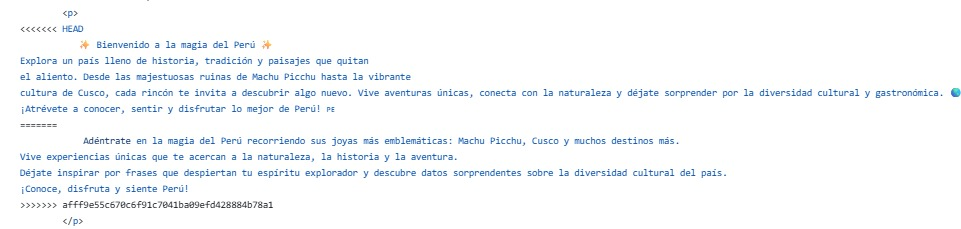 <p>
<<<<<<< HEAD
✨ Bienvenido a la magia del Perú ✨
Explora un país lleno de historia, tradición y paisajes que quitan
el aliento. Desde las majestuosas ruinas de Machu Picchu hasta la vibrante
cultura de Cusco, cada rincón te invita a descubrir algo nuevo. Vive aventuras únicas, conecta con la naturaleza y déjate sorprender por la diversidad cultural y gastronómica. 🌎
¡Atrévete a conocer, sentir y disfrutar lo mejor de Perú! PE
=======
Adéntrate en la magia del Perú recorriendo sus joyas más emblemáticas: Machu Picchu, Cusco y muchos destinos más.
Vive experiencias únicas que te acercan a la naturaleza, la historia y la aventura.
Déjate inspirar por frases que despiertan tu espíritu explorador y descubre datos sorprendentes sobre la diversidad cultural del país.
¡Conoce, disfruta y siente Perú!
>>>>>>> afff9e55c670c6f91c7041ba09efd428884b78a1
</p>